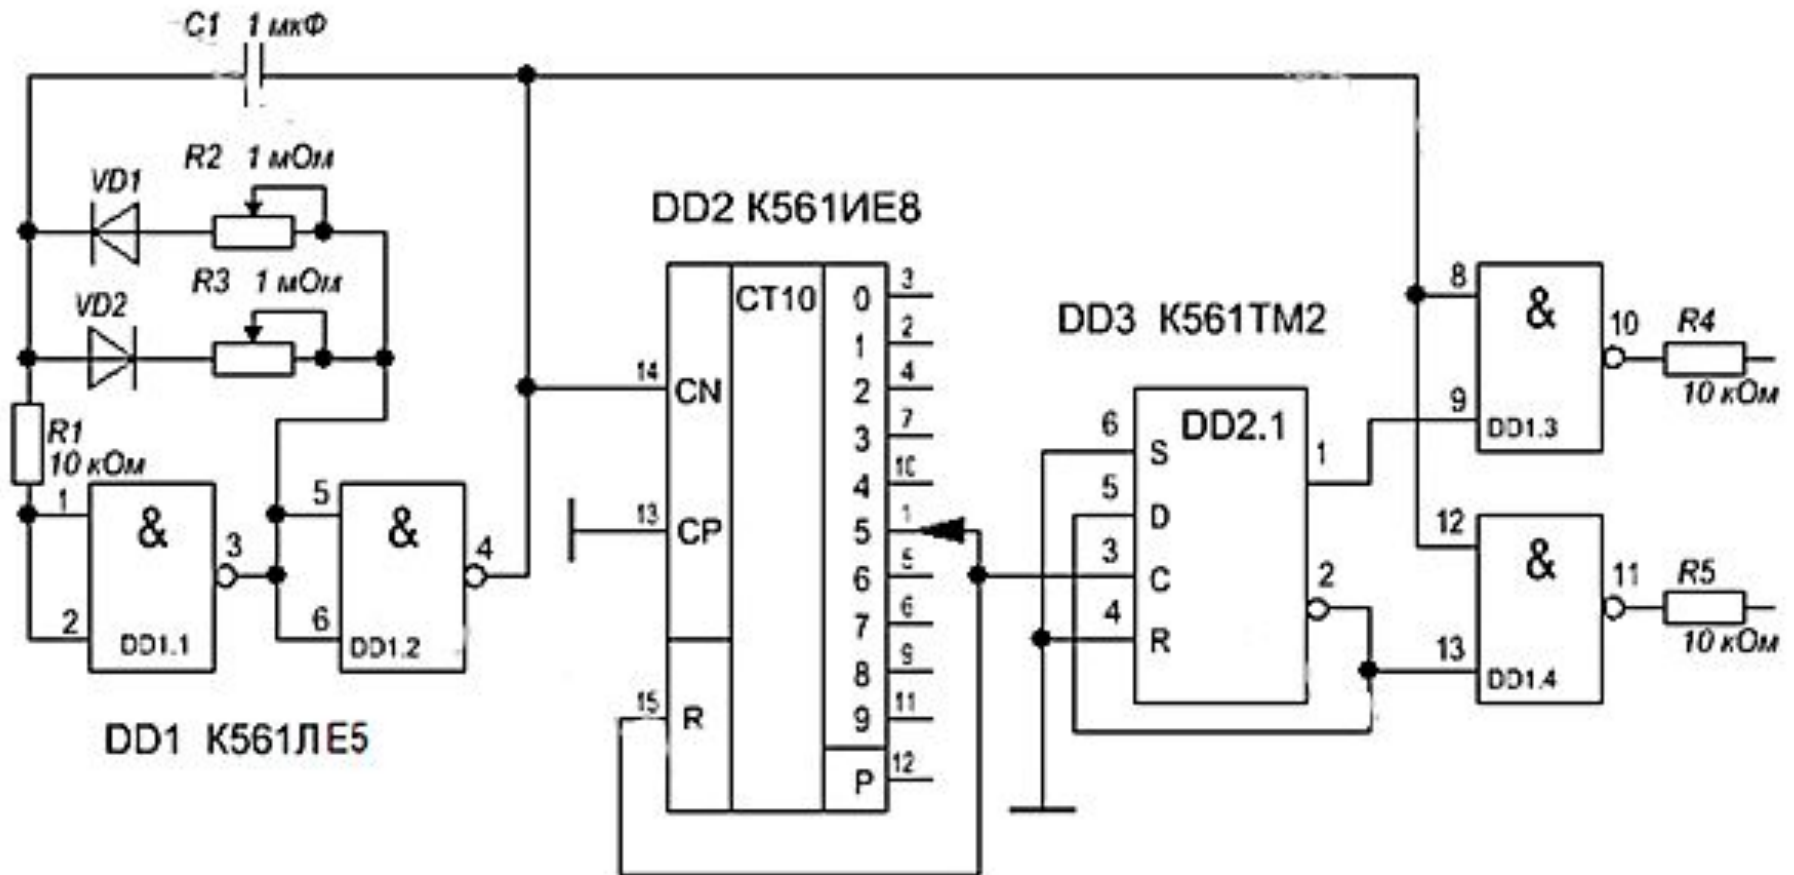 C1 1 мкФ
R2 1 мОм
VD1
R3 1 мОм
VD2
R1
10 кОм
1
2
&
DD1.1
3
5
6
&
DD1.2
4
DD1 К561ЛЕ5
DD2 К561ИЕ8
14
13
15
CN
CP
R
CT10
0 3
1 2
2 4
3 7
4 10
5 1
6 5
7 6
8 9
9 11
P 12
DD3 К561ТМ2
DD2.1
6 S
5 D
3 C
4 R
1
2
8
9
&
DD1.3
10
R4
10 кОм
12
13
&
DD1.4
11
R5
10 кОм